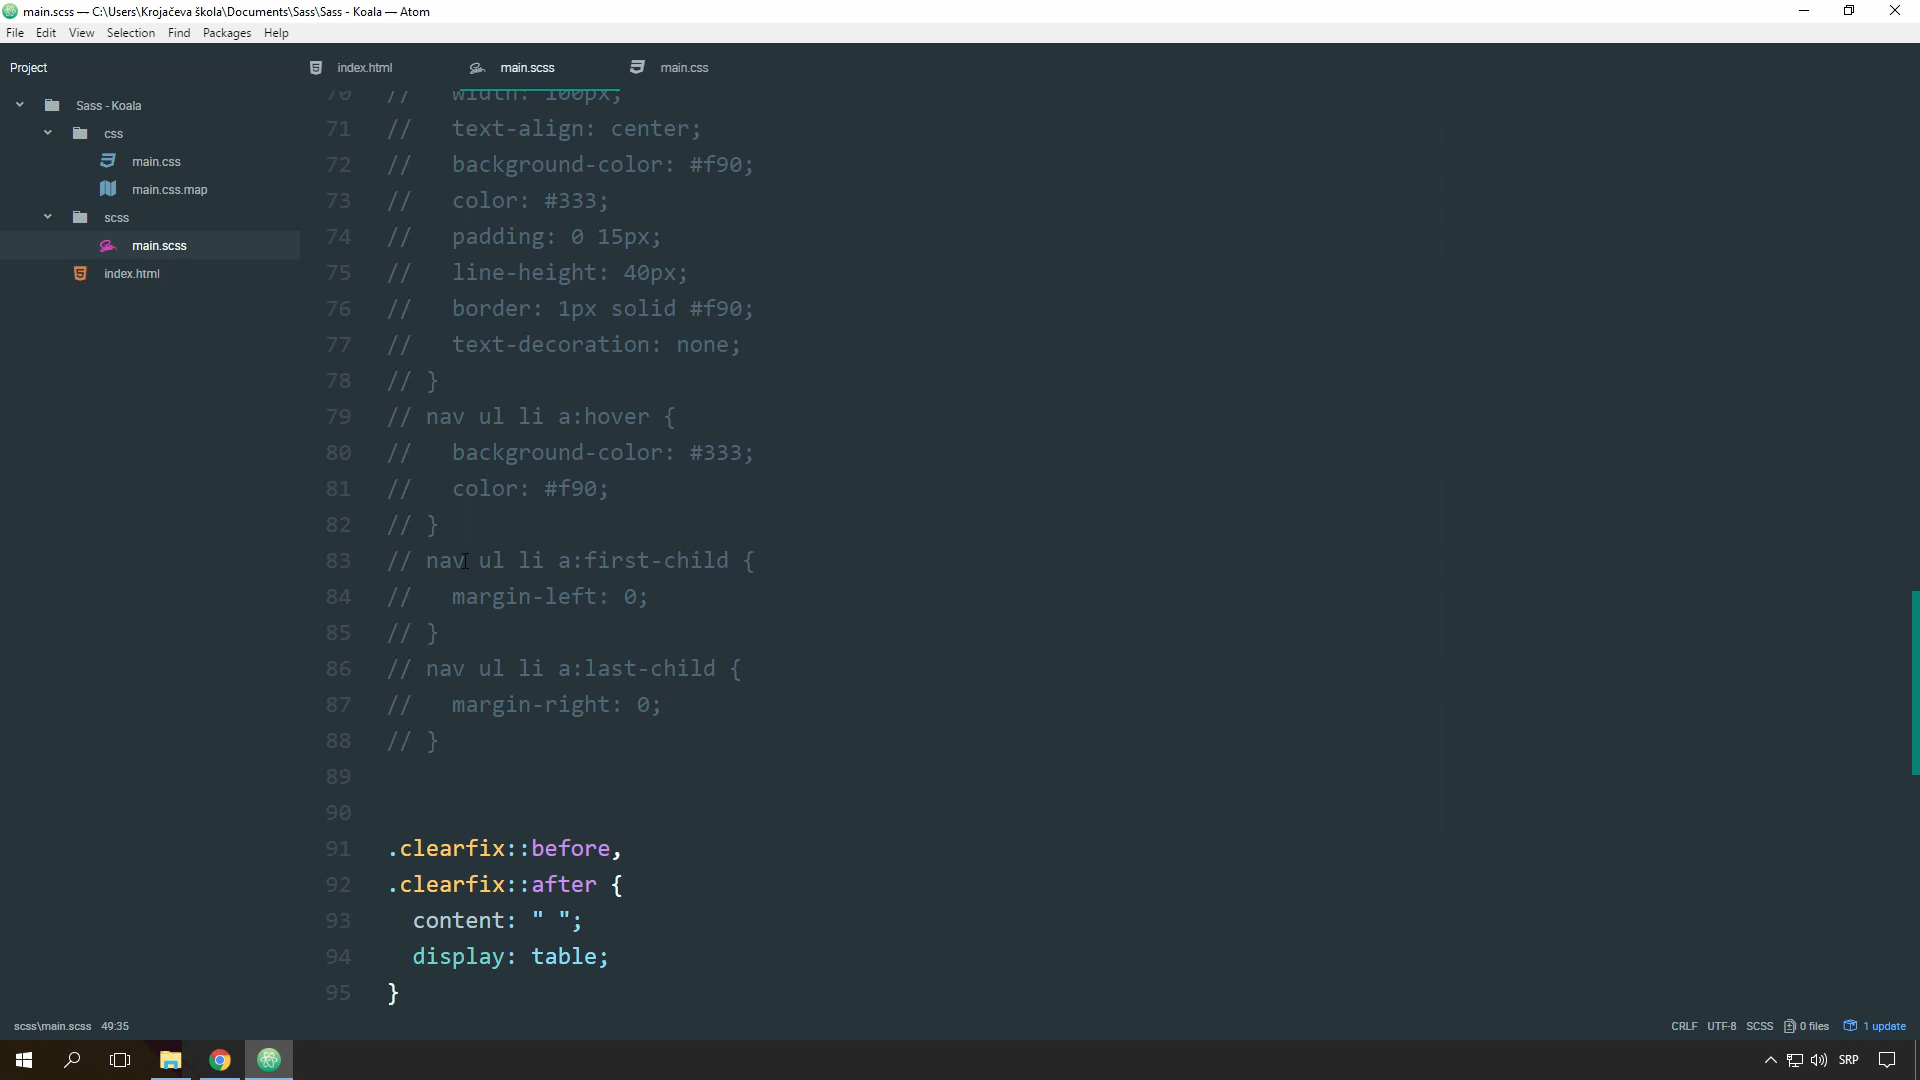 main.scss — C:\Users\Krojačeva škola\Documents\Sass\Sass - Koala — Atom
File Edit View Selection Find Packages Help
Project
Sass - Koala
css
main.css
main.css.map
scss
main.scss
index.html
index.html main.scss main.css
70 // width: 100px;
71 // text-align: center;
72 // background-color: #f90;
73 // color: #333;
74 // padding: 0 15px;
75 // line-height: 40px;
76 // border: 1px solid #f90;
77 // text-decoration: none;
78 // }
79 // nav ul li a:hover {
80 // background-color: #333;
81 // color: #f90;
82 // }
83 // nav ul li a:first-child {
84 // margin-left: 0;
85 // }
86 // nav ul li a:last-child {
87 // margin-right: 0;
88 // }
89
90
91 .clearfix::before,
92 .clearfix::after {
93 content: " ";
94 display: table;
95 }
scss\main.scss 49:35 CRLF UTF-8 SCSS 0 files 1 update
SRP